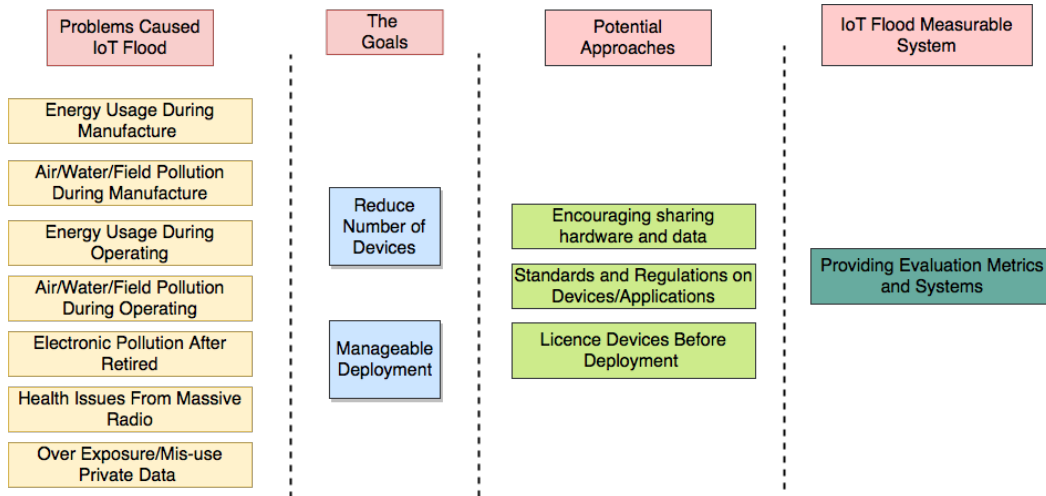 Problems Caused
IoT Flood
The
Goals
Potential
Approaches
IoT Flood Measurable
System
Energy Usage During
Manufacture
Air/Water/Field Pollution
During Manufacture
Energy Usage During
Operating
Air/Water/Field Pollution
During Operating
Electronic Pollution After
Retired
Health Issues From Massive
Radio
Over Exposure/Mis-use
Private Data
Reduce
Number of
Devices
Manageable
Deployment
Encouraging sharing
hardware and data
Standards and Regulations on
Devices/Applications
Licence Devices Before
Deployment
Providing Evaluation Metrics
and Systems